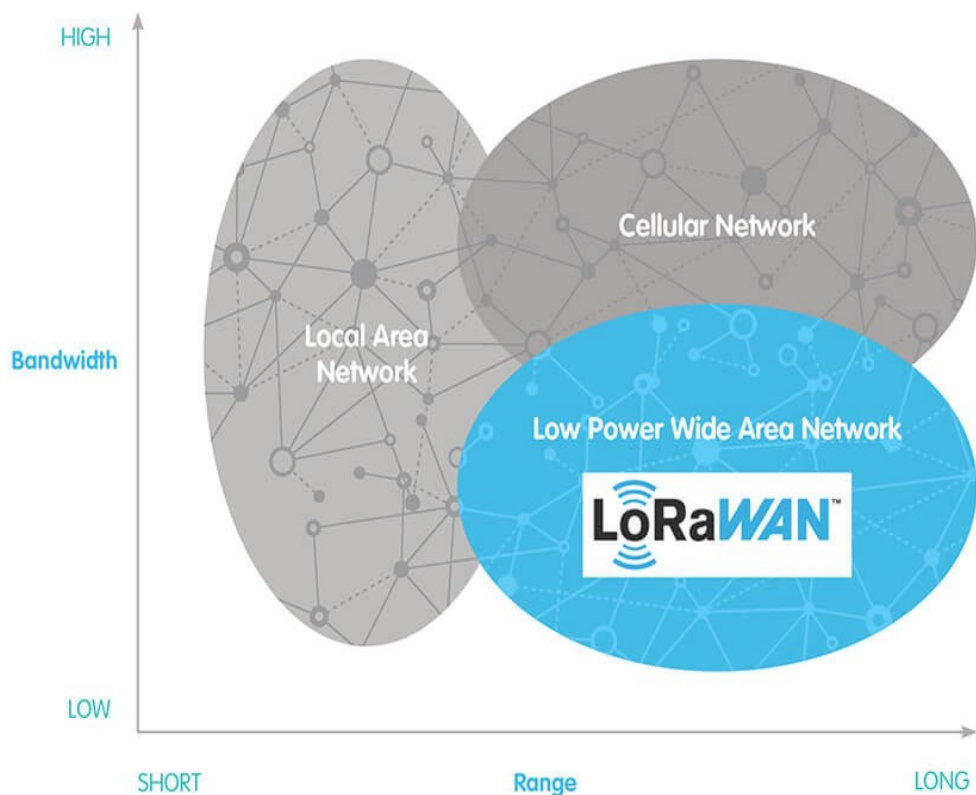 HIGH
Cellular Network
Local Area
Network
Bandwidth
Low Power Wide Area Network
LoRaWAN™
LOW
SHORT
Range
LONG